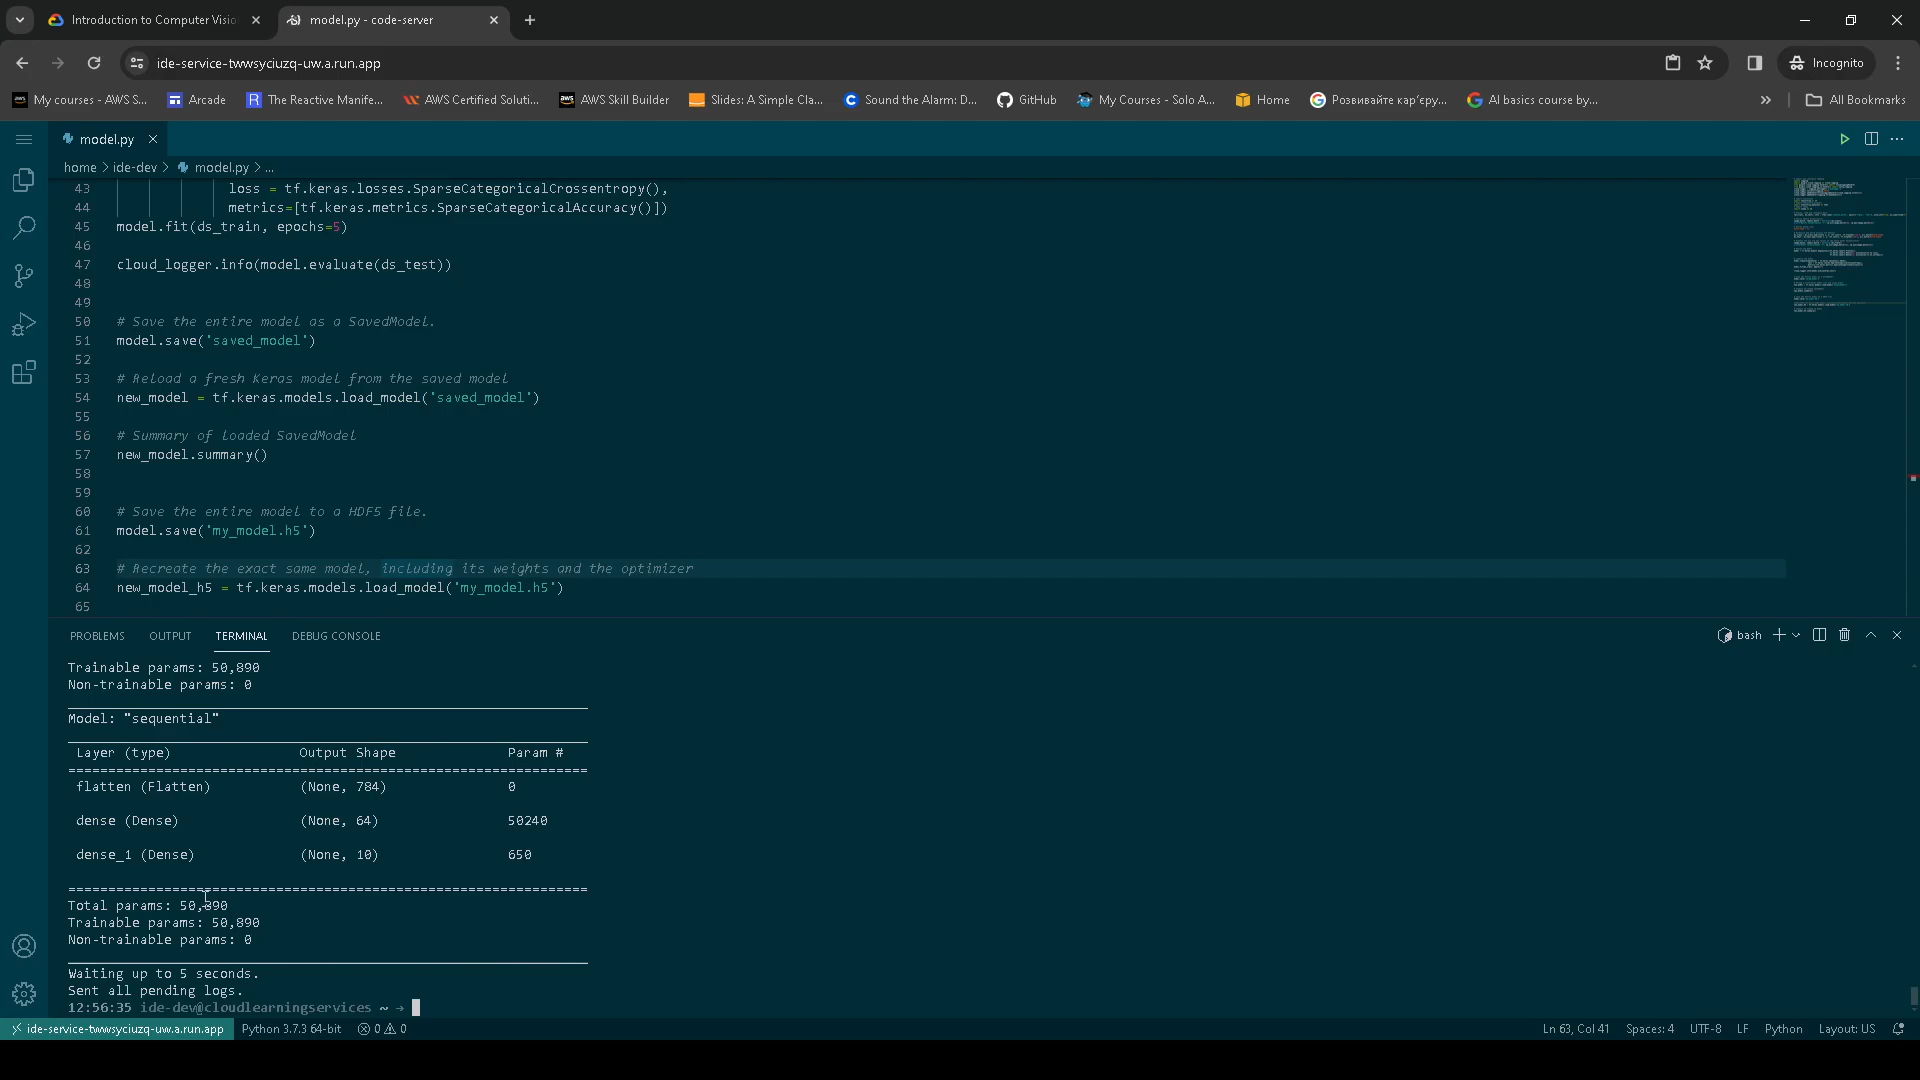 Introduction to Computer Visio
model.py - code-server
ide-service-twwsyciuzq-uw.a.run.app
Incognito
My courses - AWS S...
Arcade
The Reactive Manife...
AWS Certified Soluti...
AWS Skill Builder
Slides: A Simple Cla...
Sound the Alarm: D...
GitHub
My Courses - Solo A...
Home
Розвивайте кар'єру...
AI basics course by...
All Bookmarks
model.py
home > ide-dev > model.py > ...
43 loss = tf.keras.losses.SparseCategoricalCrossentropy(),
44 metrics=[tf.keras.metrics.SparseCategoricalAccuracy()])
45 model.fit(ds_train, epochs=5)
46
47 cloud_logger.info(model.evaluate(ds_test))
48
49
50 # Save the entire model as a SavedModel.
51 model.save('saved_model')
52
53 # Reload a fresh Keras model from the saved model
54 new_model = tf.keras.models.load_model('saved_model')
55
56 # Summary of loaded SavedModel
57 new_model.summary()
58
59
60 # Save the entire model to a HDF5 file.
61 model.save('my_model.h5')
62
63 # Recreate the exact same model, including its weights and the optimizer
64 new_model_h5 = tf.keras.models.load_model('my_model.h5')
65
PROBLEMS OUTPUT TERMINAL DEBUG CONSOLE
bash
Trainable params: 50,890
Non-trainable params: 0
Model: "sequential"
Layer (type) Output Shape Param #
=================================================================
flatten (Flatten) (None, 784) 0
dense (Dense) (None, 64) 50240
dense_1 (Dense) (None, 10) 650
=================================================================
Total params: 50,890
Trainable params: 50,890
Non-trainable params: 0
Waiting up to 5 seconds.
Sent all pending logs.
12:56:35 ide-dev@cloudlearningservices ~ →
ide-service-twwsyciuzq-uw.a.run.app
Python 3.7.3 64-bit
0 0
Ln 63, Col 41
Spaces: 4
UTF-8
LF
Python
Layout: US